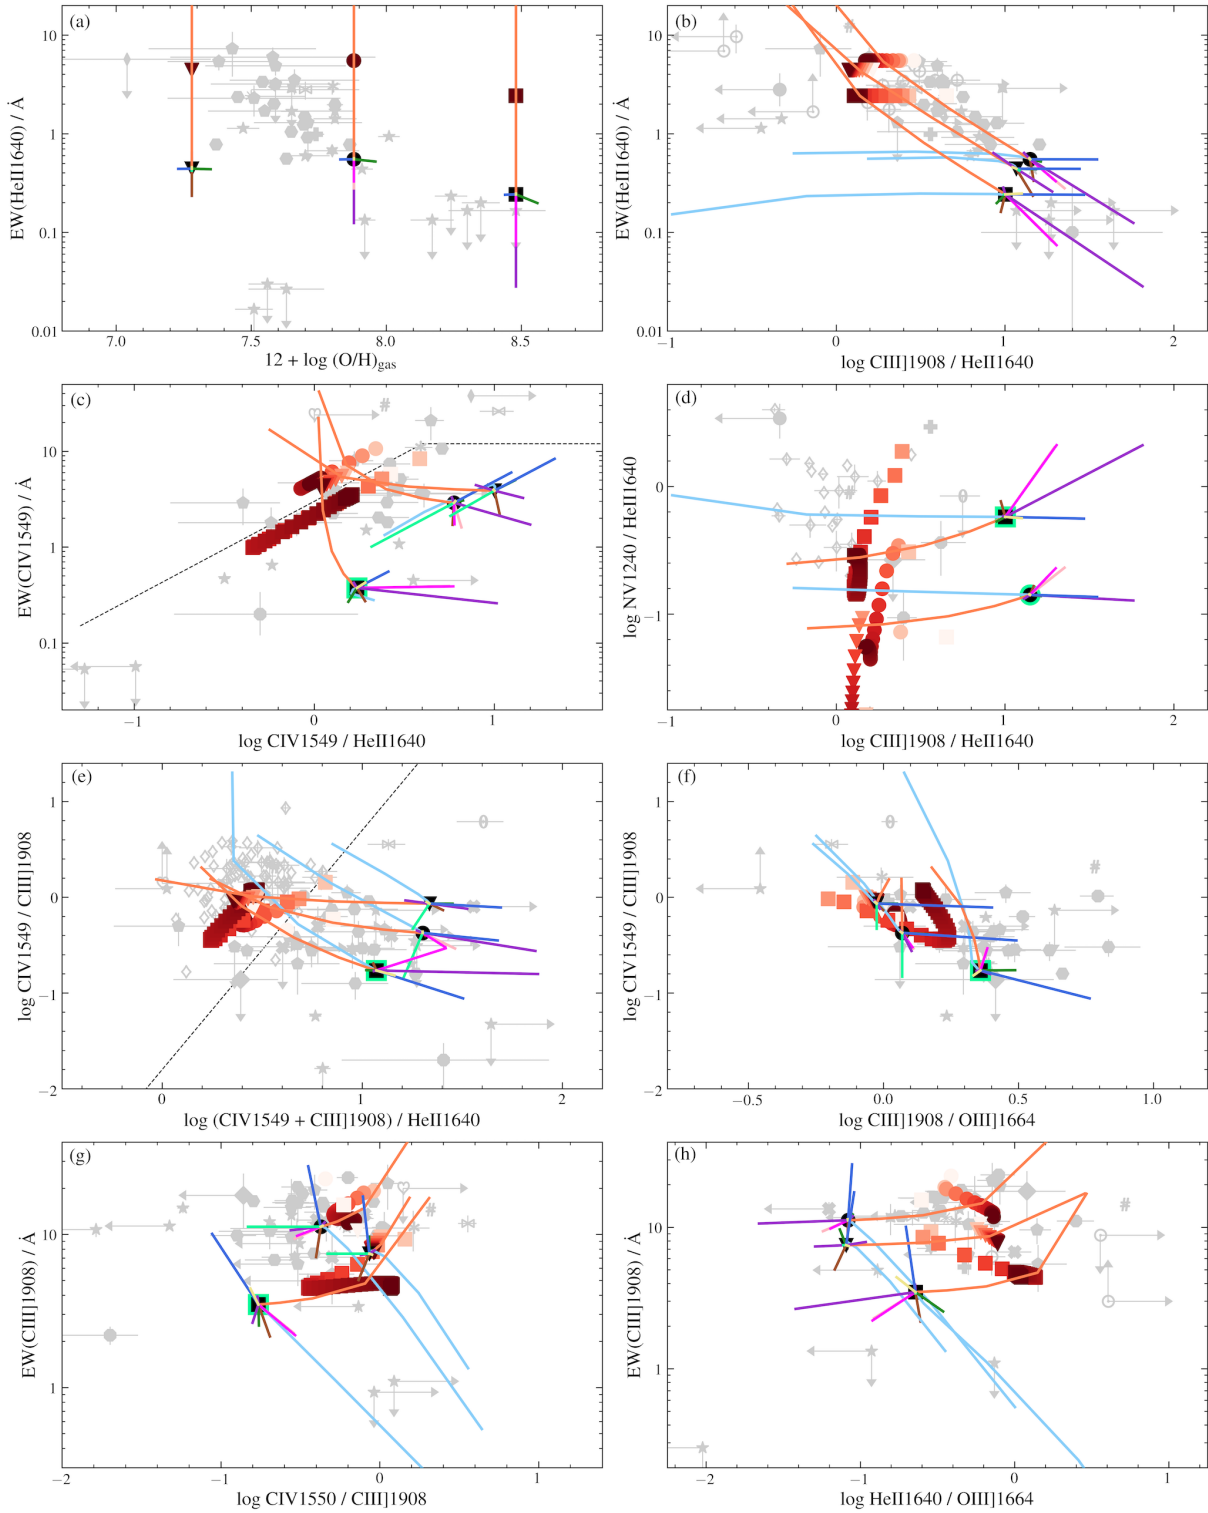 (a)
10
1
0.1
0.01
EW(HeII1640) / Å
7.0
7.5
8.0
8.5
12 + log (O/H)gas
(b)
10
1
0.1
0.01
EW(HeII1640) / Å
−1
0
1
2
log CIII]1908 / HeII1640
(c)
10
1
0.1
EW(CIV1549) / Å
−1
0
1
log CIV1549 / HeII1640
(d)
0
−1
log NV1240 / HeII1640
−1
0
1
2
log CIII]1908 / HeII1640
(e)
1
0
−1
−2
log CIV1549 / CIII]1908
0
1
2
log (CIV1549 + CIII]1908) / HeII1640
(f)
1
0
−1
−2
log CIV1549 / CIII]1908
−0.5
0.0
0.5
1.0
log CIII]1908 / OIII]1664
(g)
10
1
EW(CIII]1908) / Å
−2
−1
0
1
log CIV1550 / CIII]1908
(h)
10
1
EW(CIII]1908) / Å
−2
−1
0
1
log HeII1640 / OIII]1664